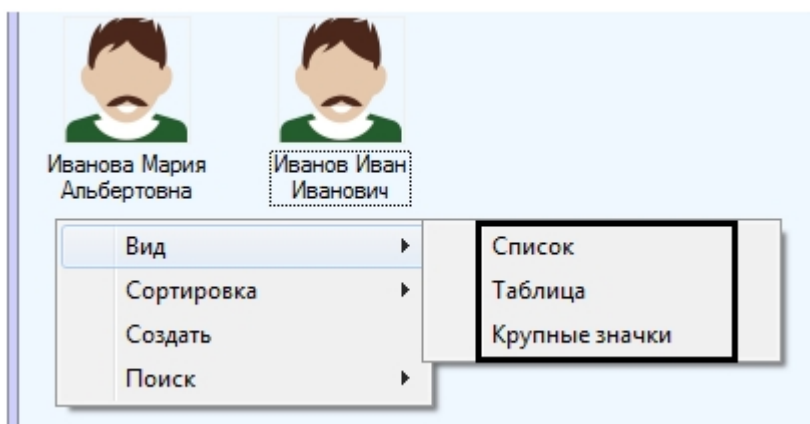 Иванова Мария
Альбертовна
Иванов Иван
Иванович
Вид
Сортировка
Создать
Поиск
Список
Таблица
Крупные значки